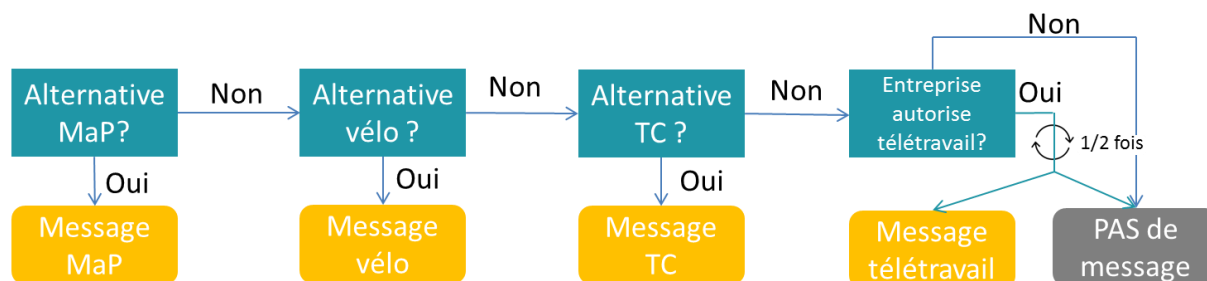 Non
Alternative
MaP?
Non
Alternative
vélo ?
Non
Alternative
TC ?
Non
Entreprise
autorise
télétravail?
Oui
1/2 fois
Oui
Oui
Oui
Message
MaP
Message
vélo
Message
TC
Message
télétravail
PAS de
message